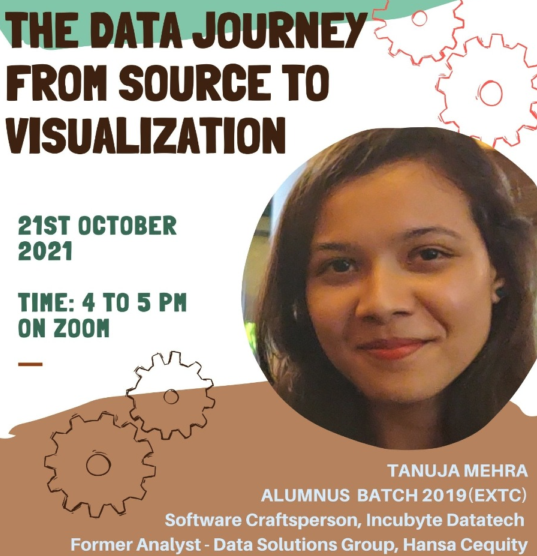 THE DATA JOURNEY
FROM SOURCE TO
VISUALIZATION
21ST OCTOBER
2021
TIME: 4 TO 5 PM
ON ZOOM
TANUJA MEHRA
ALUMNUS BATCH 2019(EXTC)
Software Craftsperson, Incubyte Datatech
Former Analyst - Data Solutions Group, Hansa Cequity